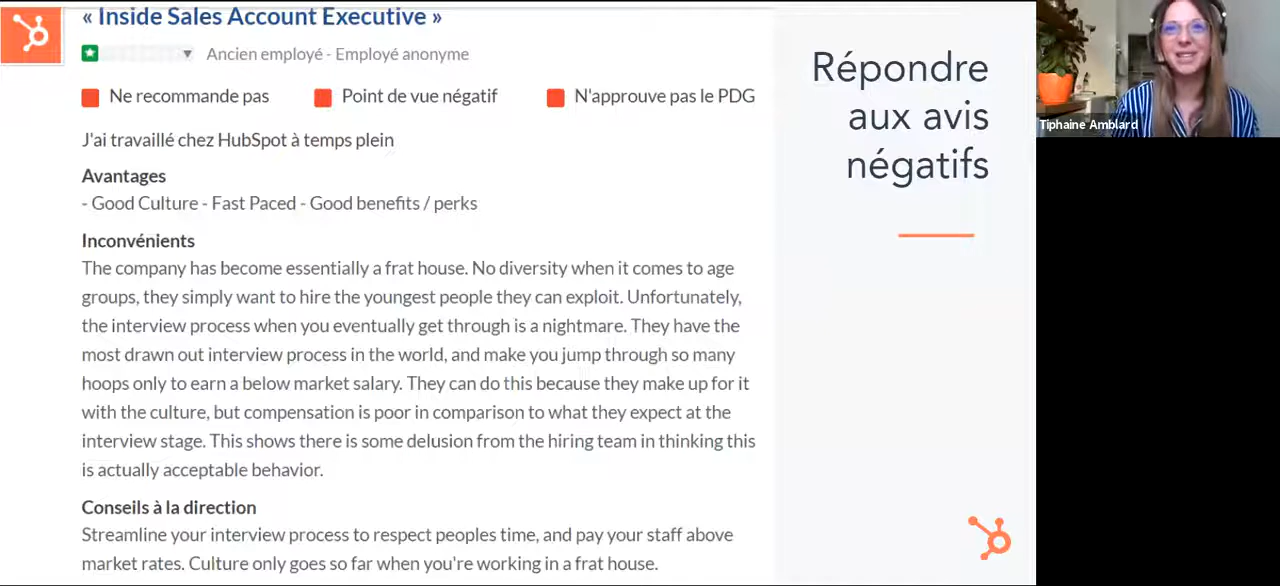 « Inside Sales Account Executive »
Ancien employé - Employé anonyme
Ne recommande pas
Point de vue négatif
N'approuve pas le PDG
J'ai travaillé chez HubSpot à temps plein
Avantages
- Good Culture - Fast Paced - Good benefits / perks
Inconvénients
The company has become essentially a frat house. No diversity when it comes to age
groups, they simply want to hire the youngest people they can exploit. Unfortunately,
the interview process when you eventually get through is a nightmare. They have the
most drawn out interview process in the world, and make you jump through so many
hoops only to earn a below market salary. They can do this because they make up for it
with the culture, but compensation is poor in comparison to what they expect at the
interview stage. This shows there is some delusion from the hiring team in thinking this
is actually acceptable behavior.
Conseils à la direction
Streamline your interview process to respect peoples time, and pay your staff above
market rates. Culture only goes so far when you're working in a frat house.
Répondre
aux avis
négatifs
Tiphaine Amblard